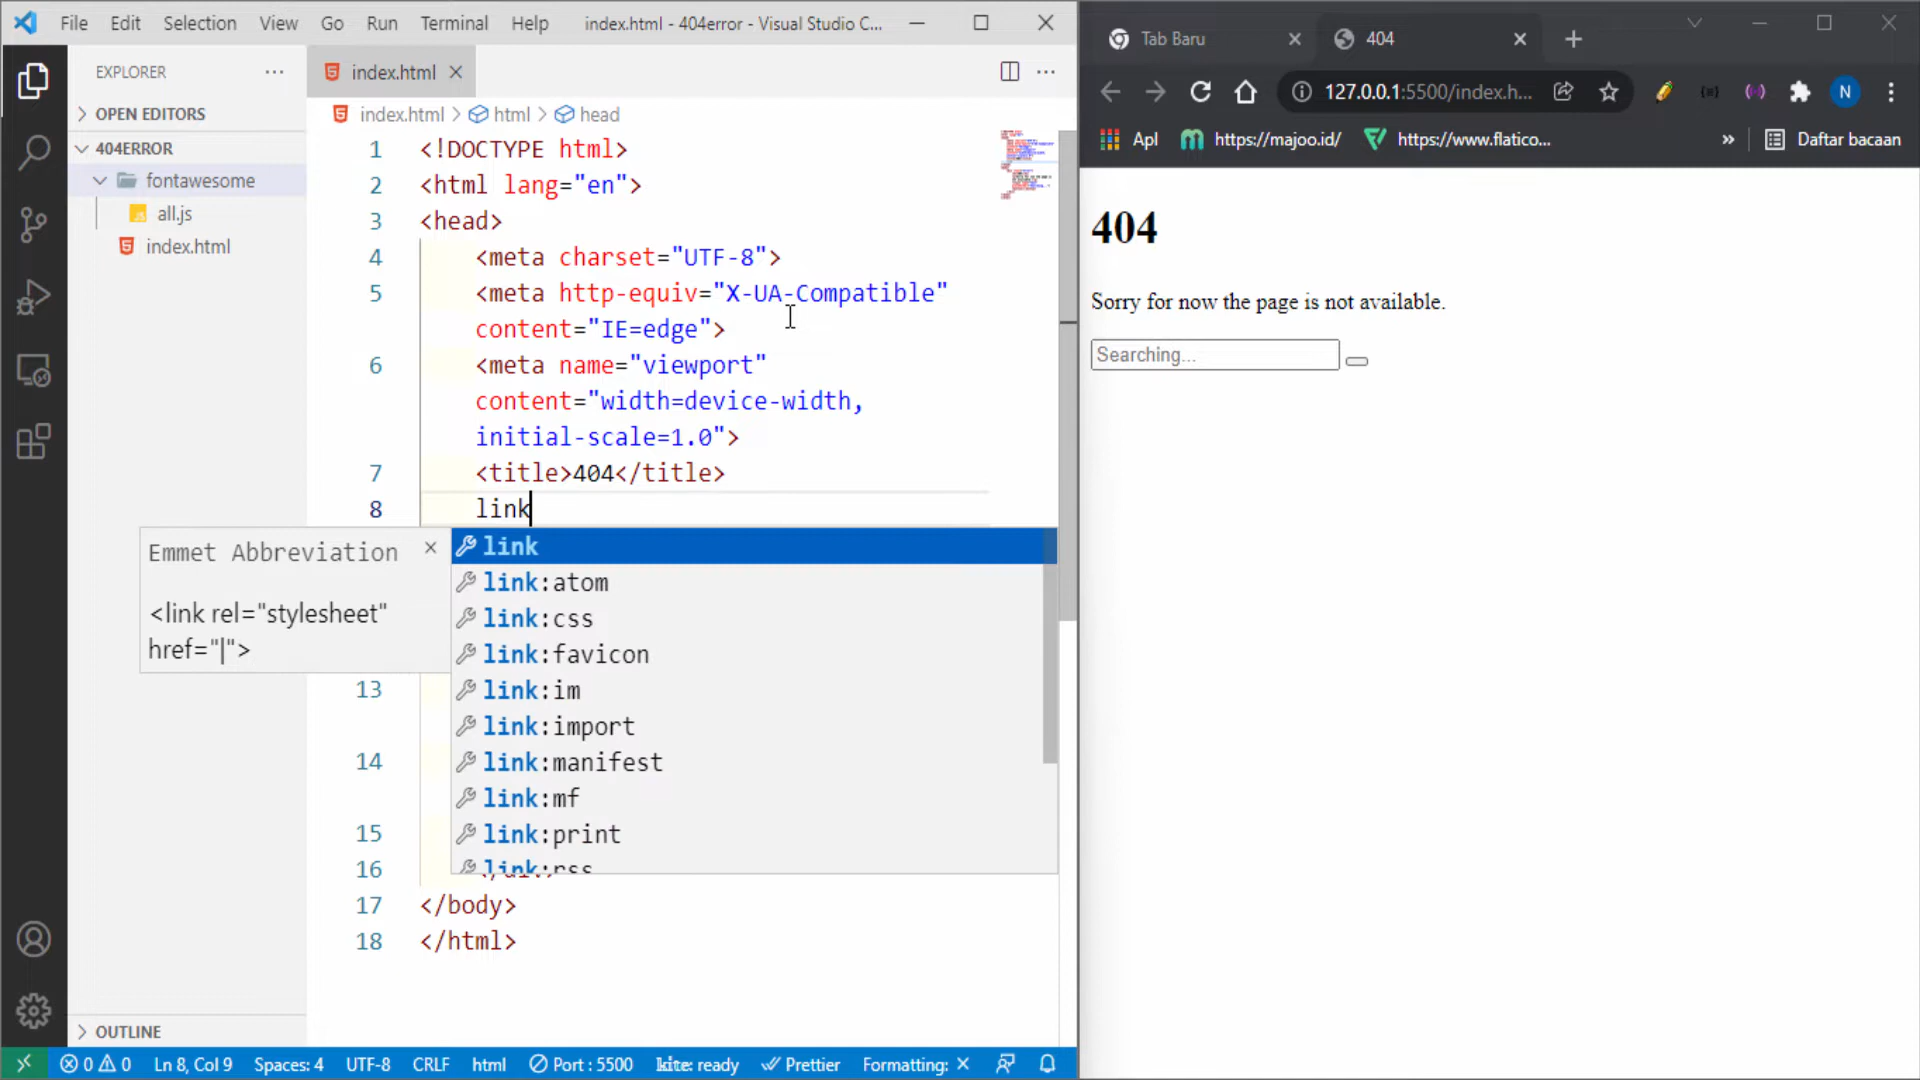 File Edit Selection View Go Run Terminal Help index.html - 404error - Visual Studio C...
EXPLORER
OPEN EDITORS
404ERROR
fontawesome
all.js
index.html
OUTLINE
index.html
index.html > html > head
1 <!DOCTYPE html>
2 <html lang="en">
3 <head>
4 <meta charset="UTF-8">
5 <meta http-equiv="X-UA-Compatible"
content="IE=edge">
6 <meta name="viewport"
content="width=device-width,
initial-scale=1.0">
7 <title>404</title>
8 link
Emmet Abbreviation
<link rel="stylesheet"
href="|">
link
link:atom
link:css
link:favicon
link:im
link:import
link:manifest
link:mf
link:print
link:rss
13
14
15
16
17 </body>
18 </html>
0 0 Ln 8, Col 9 Spaces: 4 UTF-8 CRLF html Port : 5500 kite: ready Prettier Formatting: ×
Tab Baru 404
127.0.0.1:5500/index.h... N
Apl https://majoo.id/ https://www.flatico... » Daftar bacaan
404
Sorry for now the page is not available.
Searching...